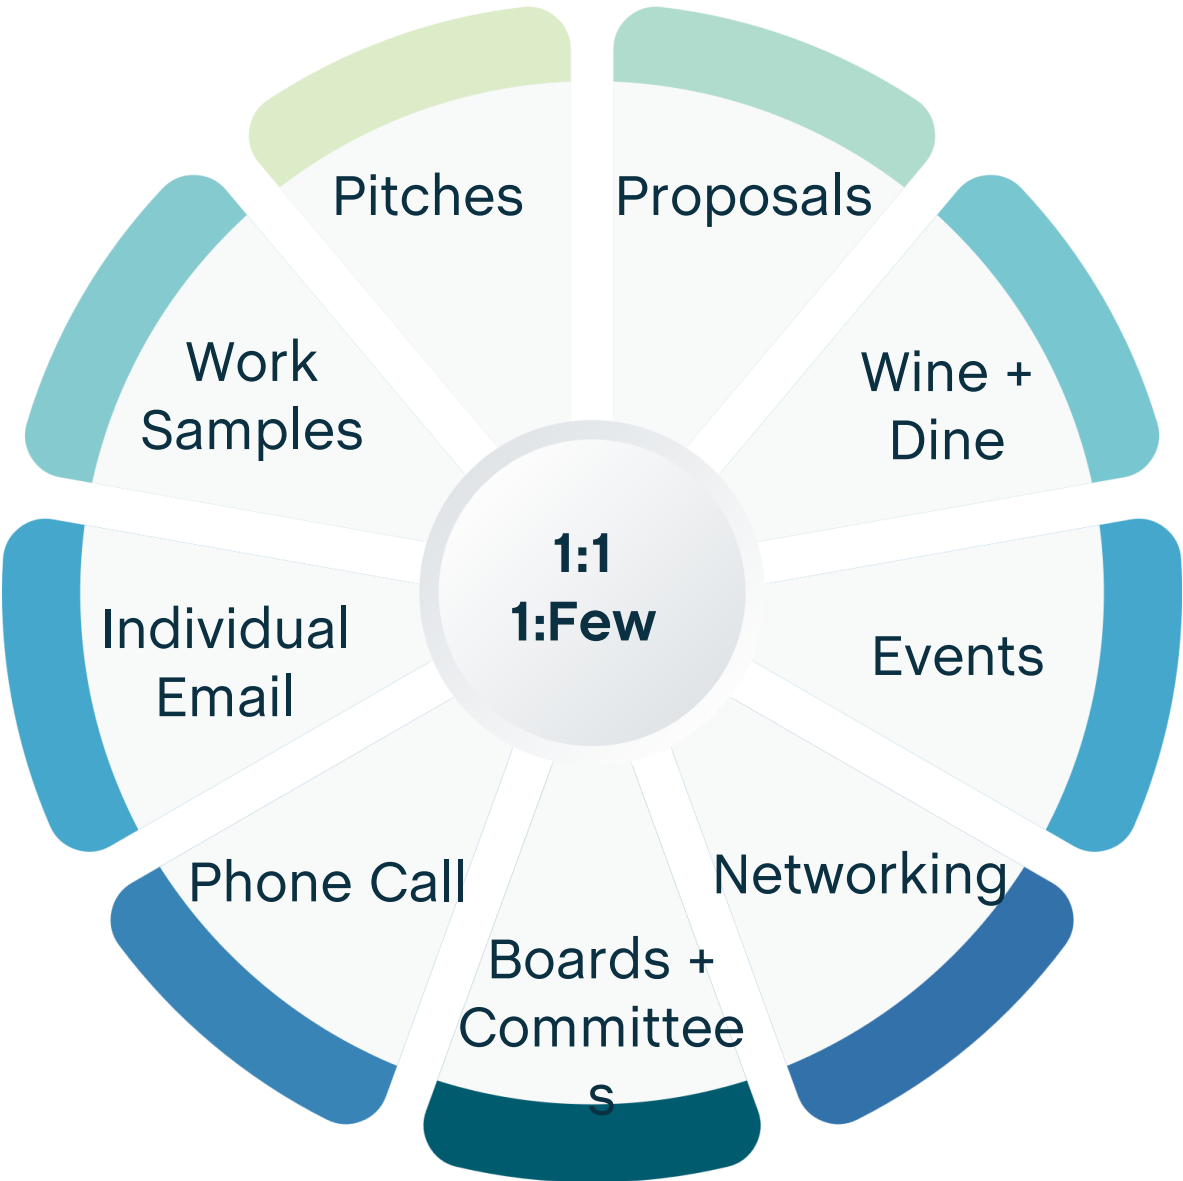 Pitches
Proposals
Work
Samples
Wine +
Dine
1:1
1:Few
Individual
Email
Events
Phone Call
Networking
Boards +
Committee
s